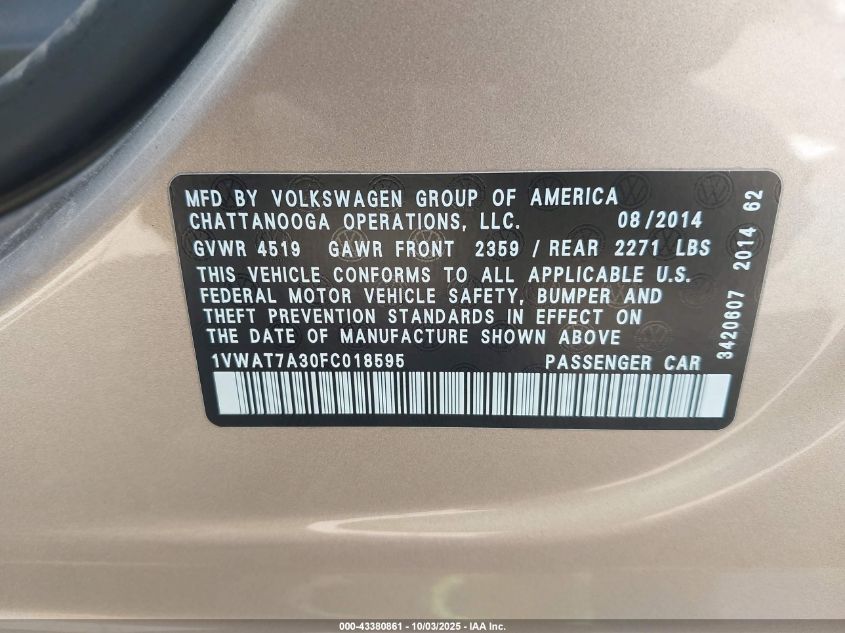 MFD BY VOLKSWAGEN GROUP OF AMERICA
CHATTANOOGA OPERATIONS, LLC. 08/2014
GVWR 4519 GAWR FRONT 2359 / REAR 2271 LBS
THIS VEHICLE CONFORMS TO ALL APPLICABLE U.S.
FEDERAL MOTOR VEHICLE SAFETY, BUMPER AND
THEFT PREVENTION STANDARDS IN EFFECT ON
THE DATE OF MANUFACTURE SHOWN ABOVE
1VWAT7A30FC018595 PASSENGER CAR
3420607 2014 62
000-43380861 - 10/03/2025 - IAA Inc.